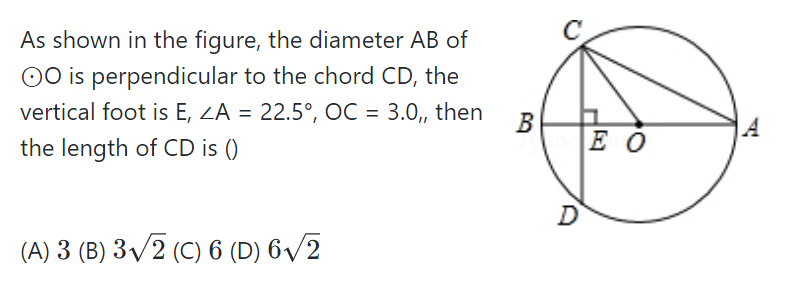 As shown in the figure, the diameter AB of
⊙O is perpendicular to the chord CD, the
vertical foot is E, ∠A = 22.5°, OC = 3.0,, then
the length of CD is ()
(A) 3 (B) 3√2 (C) 6 (D) 6√2
C
B
E O
A
D